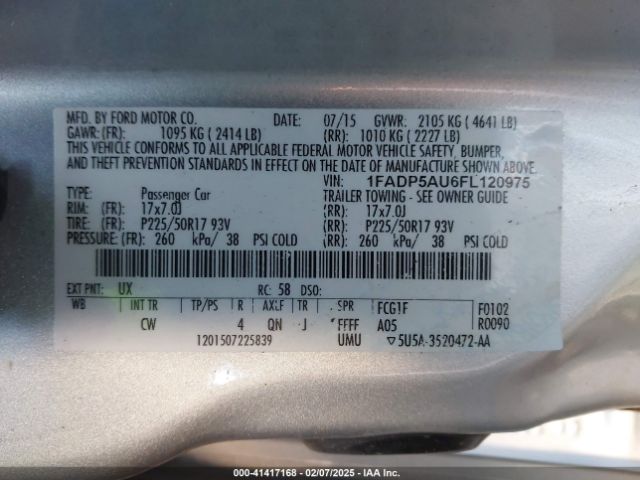 MFD. BY FORD MOTOR CO. DATE: 07/15 GVWR: 2105 KG ( 4641 LB)
GAWR: (FR): 1095 KG ( 2414 LB) (RR): 1010 KG ( 2227 LB)
THIS VEHICLE CONFORMS TO ALL APPLICABLE FEDERAL MOTOR VEHICLE SAFETY, BUMPER,
AND THEFT PREVENTION STANDARDS IN EFFECT ON THE DATE OF MANUFACTURE SHOWN ABOVE.
VIN: 1FADP5AU6FL120975
TYPE: Passenger Car TRAILER TOWING - SEE OWNER GUIDE
RIM: (FR) 17x7.0J (RR): 17x7.0J
TIRE: (FR) P225/50R17 93V (RR): P225/50R17 93V
PRESSURE: (FR) 260 kPa/ 38 PSI COLD (RR): 260 kPa/ 38 PSI COLD
EXT PNT: UX RC: 58 DSO:
WB INT TR TP/PS R AXLE TR SPR FCG1F F0102
CW 4 QN J *FFFF A05 R0090
1201507225839 UMU ▽5U5A-3520472-AA
000-41417168 - 02/07/2025 - IAA Inc.